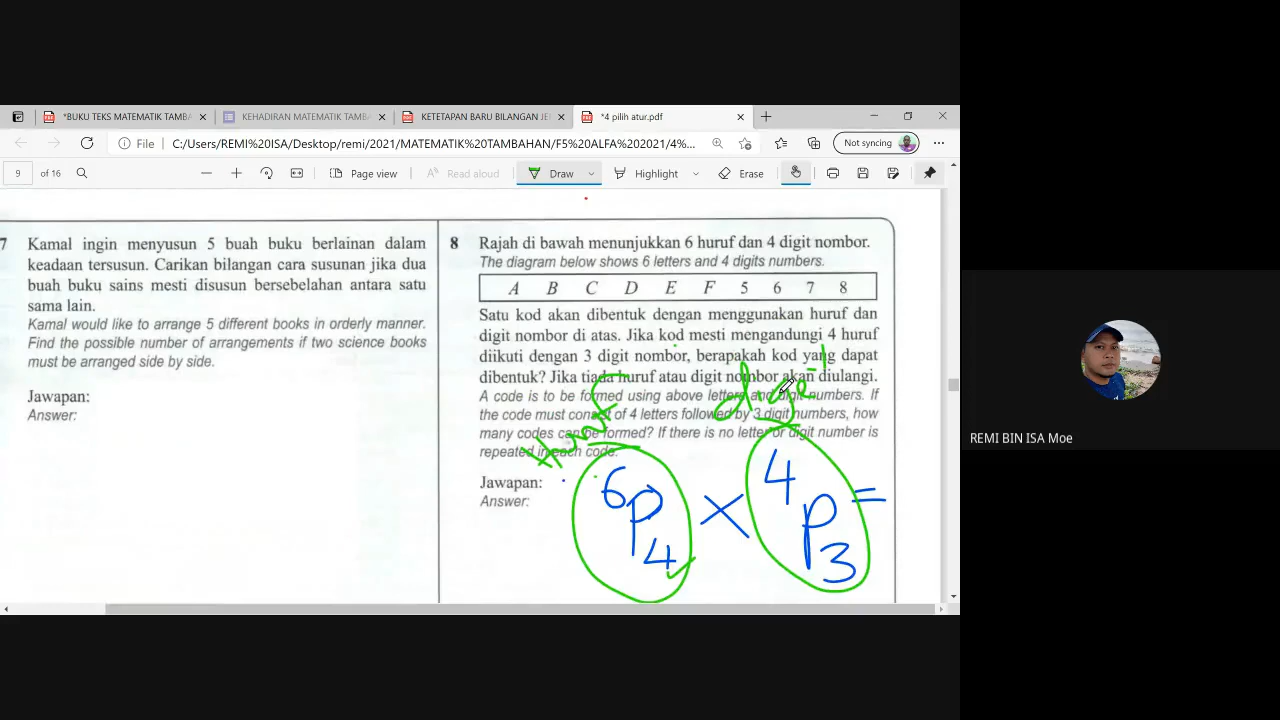 *BUKU TEKS MATEMATIK TAMBA
KEHADIRAN MATEMATIK TAMBA
KETETAPAN BARU BILANGAN JE
*4 pilih atur.pdf
File
C:/Users/REMI%20ISA/Desktop/remi/2021/MATEMATIK%20TAMBAHAN/F5%20ALFA%202021/4%...
Not syncing
9 of 16
Page view
Read aloud
Draw
Highlight
Erase
7 Kamal ingin menyusun 5 buah buku berlainan dalam
keadaan tersusun. Carikan bilangan cara susunan jika dua
buah buku sains mesti disusun bersebelahan antara satu
sama lain.
Kamal would like to arrange 5 different books in orderly manner.
Find the possible number of arrangements if two science books
must be arranged side by side.
Jawapan:
Answer:
8 Rajah di bawah menunjukkan 6 huruf dan 4 digit nombor.
The diagram below shows 6 letters and 4 digits numbers.
A B C D E F 5 6 7 8
Satu kod akan dibentuk dengan menggunakan huruf dan
digit nombor di atas. Jika kod mesti mengandungi 4 huruf
diikuti dengan 3 digit nombor, berapakah kod yang dapat
dibentuk? Jika tiada huruf atau digit nombor akan diulangi.
A code is to be formed using above letters and digit numbers. If
the code must consist of 4 letters followed by 3 digit numbers, how
many codes can be formed? If there is no letter or digit number is
repeated in each code.
Huruf
Jawapan:
Answer:
6P4 × 4P3 =
REMI BIN ISA Moe